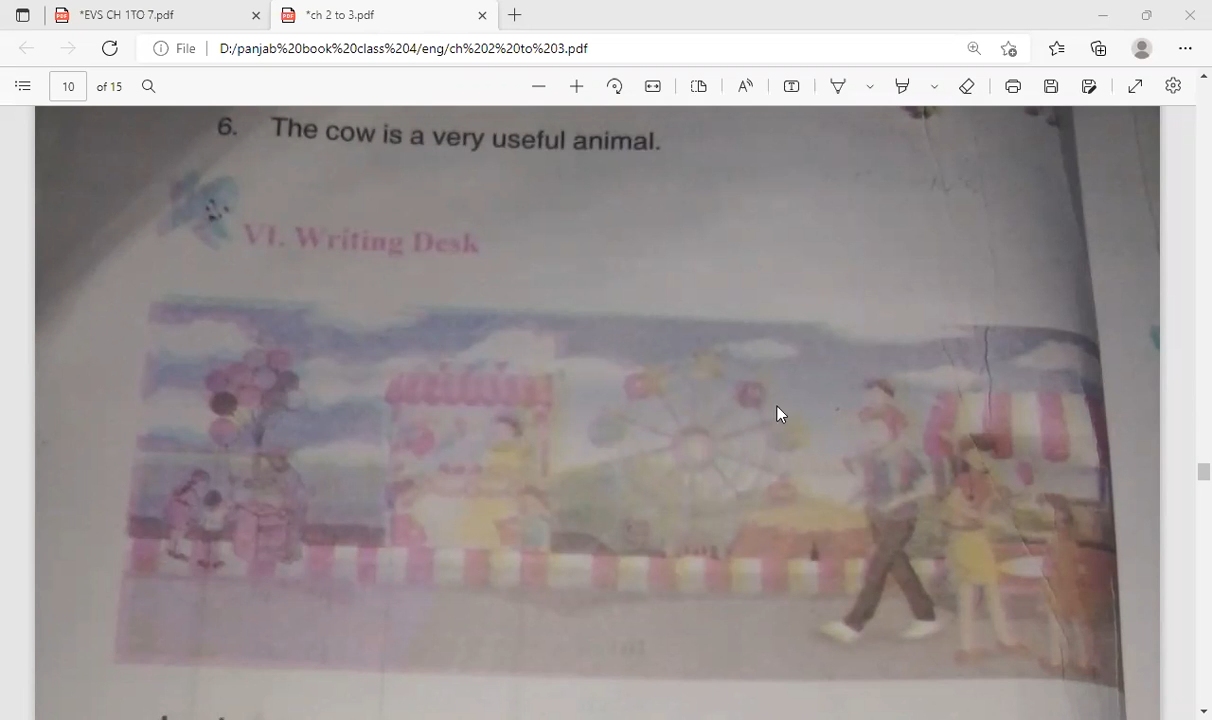 *EVS CH 1TO 7.pdf
*ch 2 to 3.pdf
File
D:/panjab%20book%20class%204/eng/ch%202%20to%203.pdf
10
of 15
6. The cow is a very useful animal.
VI. Writing Desk